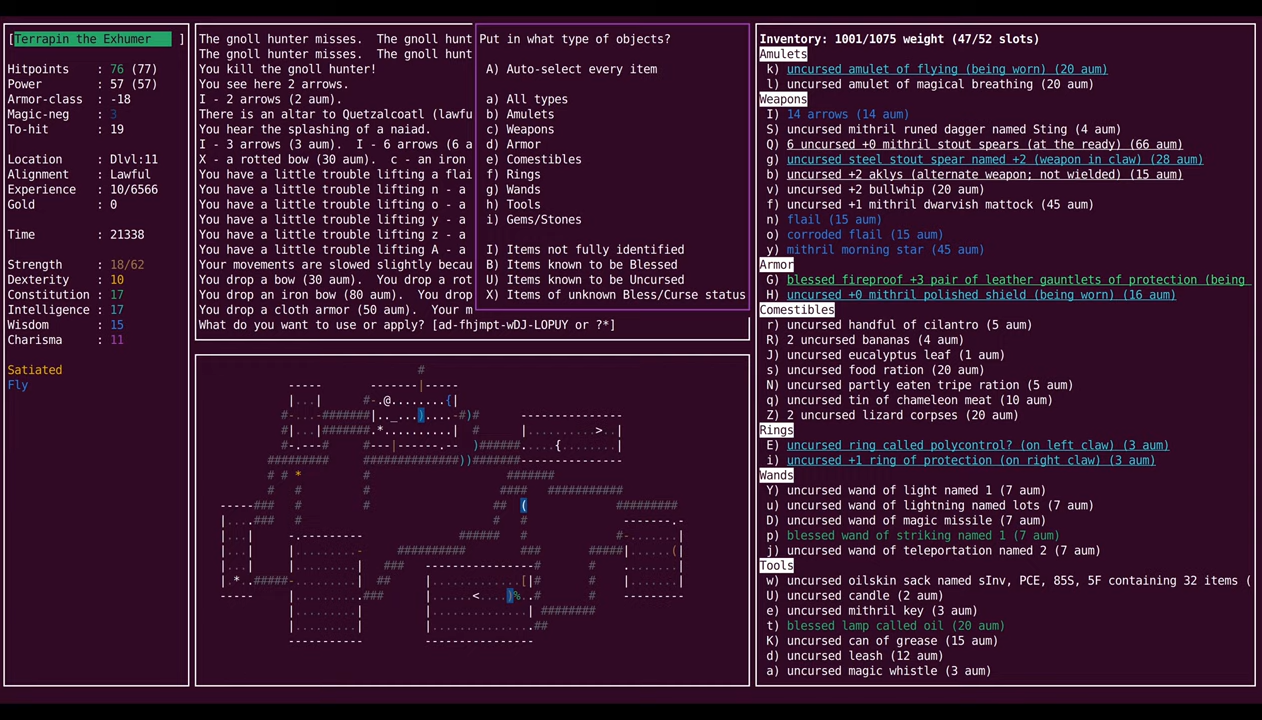 [Terrapin the Exhumer ]
Hitpoints : 76 (77)
Power : 57 (57)
Armor-class : -18
Magic-neg : 3
To-hit : 19
Location : Dlvl:11
Alignment : Lawful
Experience : 10/6566
Gold : 0
Time : 21338
Strength : 18/62
Dexterity : 10
Constitution : 17
Intelligence : 17
Wisdom : 15
Charisma : 11
Satiated
Fly
The gnoll hunter misses. The gnoll hunt
The gnoll hunter misses. The gnoll hunt
You kill the gnoll hunter!
You see here 2 arrows.
I - 2 arrows (2 aum).
There is an altar to Quetzalcoatl (lawfu
You hear the splashing of a naiad.
I - 3 arrows (3 aum). I - 6 arrows (6 a
X - a rotted bow (30 aum). c - an iron
You have a little trouble lifting a flai
You have a little trouble lifting n - a
You have a little trouble lifting o - a
You have a little trouble lifting y - a
You have a little trouble lifting z - a
You have a little trouble lifting A - a
Your movements are slowed slightly becau
You drop a bow (30 aum). You drop a rot
You drop an iron bow (80 aum). You drop
You drop a cloth armor (50 aum). Your m
What do you want to use or apply? [ad-fhjmpt-wDJ-LOPUY or ?*]
Put in what type of objects?
A) Auto-select every item
a) All types
b) Amulets
c) Weapons
d) Armor
e) Comestibles
f) Rings
g) Wands
h) Tools
i) Gems/Stones
I) Items not fully identified
B) Items known to be Blessed
U) Items known to be Uncursed
X) Items of unknown Bless/Curse status
Inventory: 1001/1075 weight (47/52 slots)
Amulets
k) uncursed amulet of flying (being worn) (20 aum)
l) uncursed amulet of magical breathing (20 aum)
Weapons
I) 14 arrows (14 aum)
S) uncursed mithril runed dagger named Sting (4 aum)
Q) 6 uncursed +0 mithril stout spears (at the ready) (66 aum)
g) uncursed steel stout spear named +2 (weapon in claw) (28 aum)
b) uncursed +2 aklys (alternate weapon; not wielded) (15 aum)
v) uncursed +2 bullwhip (20 aum)
f) uncursed +1 mithril dwarvish mattock (45 aum)
n) flail (15 aum)
o) corroded flail (15 aum)
y) mithril morning star (45 aum)
Armor
G) blessed fireproof +3 pair of leather gauntlets of protection (being
H) uncursed +0 mithril polished shield (being worn) (16 aum)
Comestibles
r) uncursed handful of cilantro (5 aum)
R) 2 uncursed bananas (4 aum)
J) uncursed eucalyptus leaf (1 aum)
s) uncursed food ration (20 aum)
N) uncursed partly eaten tripe ration (5 aum)
q) uncursed tin of chameleon meat (10 aum)
Z) 2 lizard corpses (20 aum)
Rings
E) uncursed ring called polycontrol? (on left claw) (3 aum)
i) uncursed +1 ring of protection (on right claw) (3 aum)
Wands
Y) uncursed wand of light named 1 (7 aum)
u) uncursed wand of lightning named lots (7 aum)
D) uncursed wand of magic missile (7 aum)
p) blessed wand of striking named 1 (7 aum)
j) uncursed wand of teleportation named 2 (7 aum)
Tools
w) uncursed oilskin sack named sInv, PCE, 85S, 5F containing 32 items (
U) uncursed candle (2 aum)
e) uncursed mithril key (3 aum)
t) blessed lamp called oil (20 aum)
K) uncursed can of grease (15 aum)
d) uncursed leash (12 aum)
a) uncursed magic whistle (3 aum)